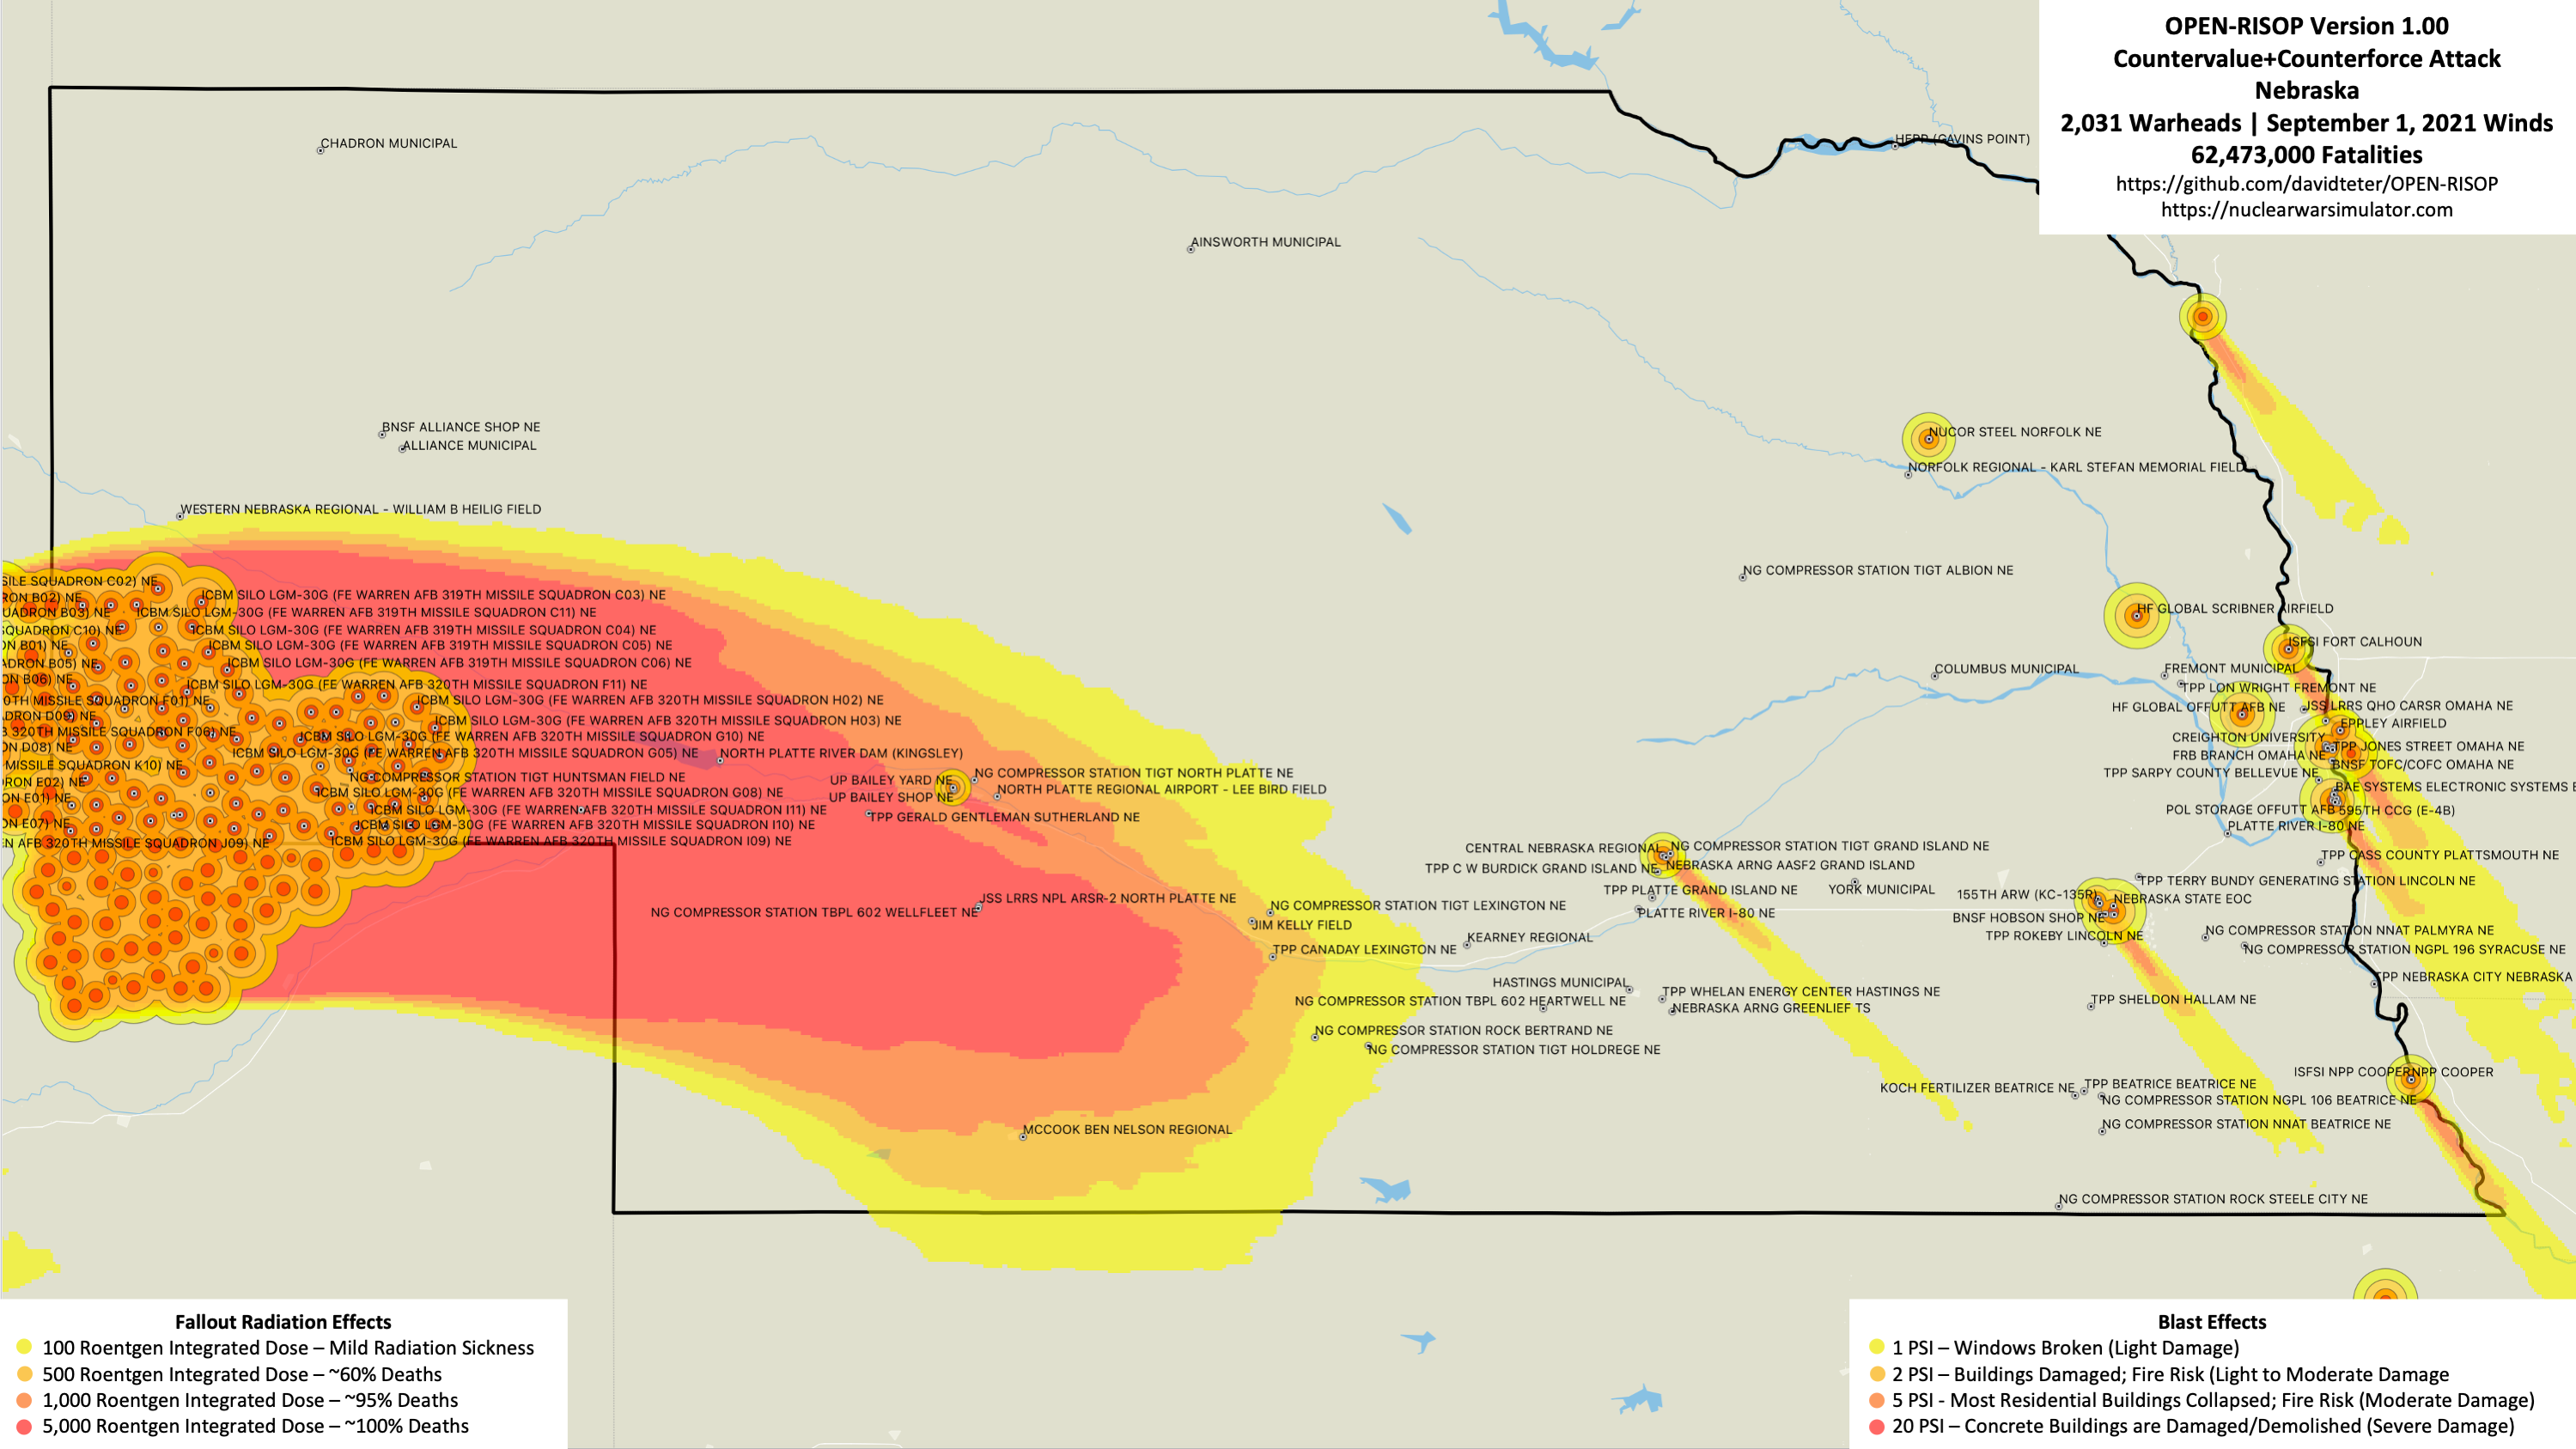 OPEN-RISOP Version 1.00
Countervalue+Counterforce Attack
Nebraska
2,031 Warheads | September 1, 2021 Winds
62,473,000 Fatalities
https://github.com/davidteter/OPEN-RISOP
https://nuclearwarsimulator.com
CHADRON MUNICIPAL
HEPP (GAVINS POINT)
AINSWORTH MUNICIPAL
BNSF ALLIANCE SHOP NE
ALLIANCE MUNICIPAL
NUCOR STEEL NORFOLK NE
NORFOLK REGIONAL - KARL STEFAN MEMORIAL FIELD
WESTERN NEBRASKA REGIONAL - WILLIAM B HEILIG FIELD
NG COMPRESSOR STATION TIGT ALBION NE
SILE SQUADRON C02) NE
RON B02) NE
UADRON B03) NE
SQUADRON C10) NE
ON B01) NE
ADRON B05) NE
ON B06) NE
0TH MISSILE SQUADRON F01) NE
DRON D09) NE
320TH MISSILE SQUADRON F06) NE
ON D08) NE
MISSILE SQUADRON K10) NE
RON E02) NE
ON E01) NE
ON E07) NE
EN AFB 320TH MISSILE SQUADRON J09) NE
ICBM SILO LGM-30G (FE WARREN AFB 319TH MISSILE SQUADRON C03) NE
ICBM SILO LGM-30G (FE WARREN AFB 319TH MISSILE SQUADRON C11) NE
ICBM SILO LGM-30G (FE WARREN AFB 319TH MISSILE SQUADRON C04) NE
ICBM SILO LGM-30G (FE WARREN AFB 319TH MISSILE SQUADRON C05) NE
ICBM SILO LGM-30G (FE WARREN AFB 319TH MISSILE SQUADRON C06) NE
ICBM SILO LGM-30G (FE WARREN AFB 320TH MISSILE SQUADRON F11) NE
ICBM SILO LGM-30G (FE WARREN AFB 320TH MISSILE SQUADRON H02) NE
ICBM SILO LGM-30G (FE WARREN AFB 320TH MISSILE SQUADRON H03) NE
ICBM SILO LGM-30G (FE WARREN AFB 320TH MISSILE SQUADRON G10) NE
ICBM SILO LGM-30G (FE WARREN AFB 320TH MISSILE SQUADRON G05) NE
NORTH PLATTE RIVER DAM (KINGSLEY)
NG COMPRESSOR STATION TIGT HUNTSMAN FIELD NE
ICBM SILO LGM-30G (FE WARREN AFB 320TH MISSILE SQUADRON G08) NE
ICBM SILO LGM-30G (FE WARREN AFB 320TH MISSILE SQUADRON I11) NE
ICBM SILO LGM-30G (FE WARREN AFB 320TH MISSILE SQUADRON I10) NE
ICBM SILO LGM-30G (FE WARREN AFB 320TH MISSILE SQUADRON I09) NE
UP BAILEY YARD NE
UP BAILEY SHOP NE
NG COMPRESSOR STATION TIGT NORTH PLATTE NE
NORTH PLATTE REGIONAL AIRPORT - LEE BIRD FIELD
TPP GERALD GENTLEMAN SUTHERLAND NE
JSS LRRS NPL ARSR-2 NORTH PLATTE NE
NG COMPRESSOR STATION TBPL 602 WELLFLEET NE
NG COMPRESSOR STATION TIGT LEXINGTON NE
JIM KELLY FIELD
TPP CANADAY LEXINGTON NE
KEARNEY REGIONAL
HASTINGS MUNICIPAL
NG COMPRESSOR STATION TBPL 602 HEARTWELL NE
NG COMPRESSOR STATION ROCK BERTRAND NE
NG COMPRESSOR STATION TIGT HOLDREGE NE
MCCOOK BEN NELSON REGIONAL
CENTRAL NEBRASKA REGIONAL
NG COMPRESSOR STATION TIGT GRAND ISLAND NE
TPP C W BURDICK GRAND ISLAND NE
NEBRASKA ARNG AASF2 GRAND ISLAND
TPP PLATTE GRAND ISLAND NE
YORK MUNICIPAL
PLATTE RIVER I-80 NE
TPP WHELAN ENERGY CENTER HASTINGS NE
NEBRASKA ARNG GREENLIEF TS
HF GLOBAL SCRIBNER AIRFIELD
ISFSI FORT CALHOUN
COLUMBUS MUNICIPAL
FREMONT MUNICIPAL
TPP LON WRIGHT FREMONT NE
HF GLOBAL OFFUTT AFB NE
JSS LRRS QHO CARSR OMAHA NE
EPPLEY AIRFIELD
CREIGHTON UNIVERSITY
TPP JONES STREET OMAHA NE
FRB BRANCH OMAHA NE
BNSF TOFC/COFC OMAHA NE
TPP SARPY COUNTY BELLEVUE NE
BAE SYSTEMS ELECTRONIC SYSTEMS
POL STORAGE OFFUTT AFB
595TH CCG (E-4B)
PLATTE RIVER I-80 NE
TPP CASS COUNTY PLATTSMOUTH NE
TPP TERRY BUNDY GENERATING STATION LINCOLN NE
155TH ARW (KC-135R)
NEBRASKA STATE EOC
BNSF HOBSON SHOP NE
TPP ROKEBY LINCOLN NE
NG COMPRESSOR STATION NNAT PALMYRA NE
NG COMPRESSOR STATION NGPL 196 SYRACUSE NE
TPP NEBRASKA CITY NEBRASKA
TPP SHELDON HALLAM NE
ISFSI NPP COOPER
NPP COOPER
KOCH FERTILIZER BEATRICE NE
TPP BEATRICE BEATRICE NE
NG COMPRESSOR STATION NGPL 106 BEATRICE NE
NG COMPRESSOR STATION NNAT BEATRICE NE
NG COMPRESSOR STATION ROCK STEELE CITY NE
Fallout Radiation Effects
100 Roentgen Integrated Dose – Mild Radiation Sickness
500 Roentgen Integrated Dose – ~60% Deaths
1,000 Roentgen Integrated Dose – ~95% Deaths
5,000 Roentgen Integrated Dose – ~100% Deaths
Blast Effects
1 PSI – Windows Broken (Light Damage)
2 PSI – Buildings Damaged; Fire Risk (Light to Moderate Damage
5 PSI - Most Residential Buildings Collapsed; Fire Risk (Moderate Damage)
20 PSI – Concrete Buildings are Damaged/Demolished (Severe Damage)